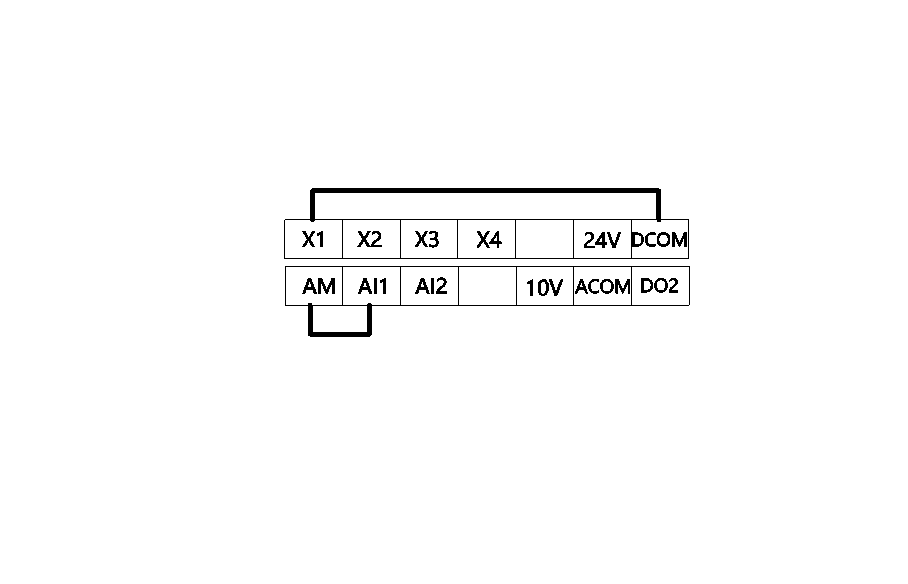 X1 X2 X3 X4 24V DCOM
AM AI1 AI2 10V ACOM DO2